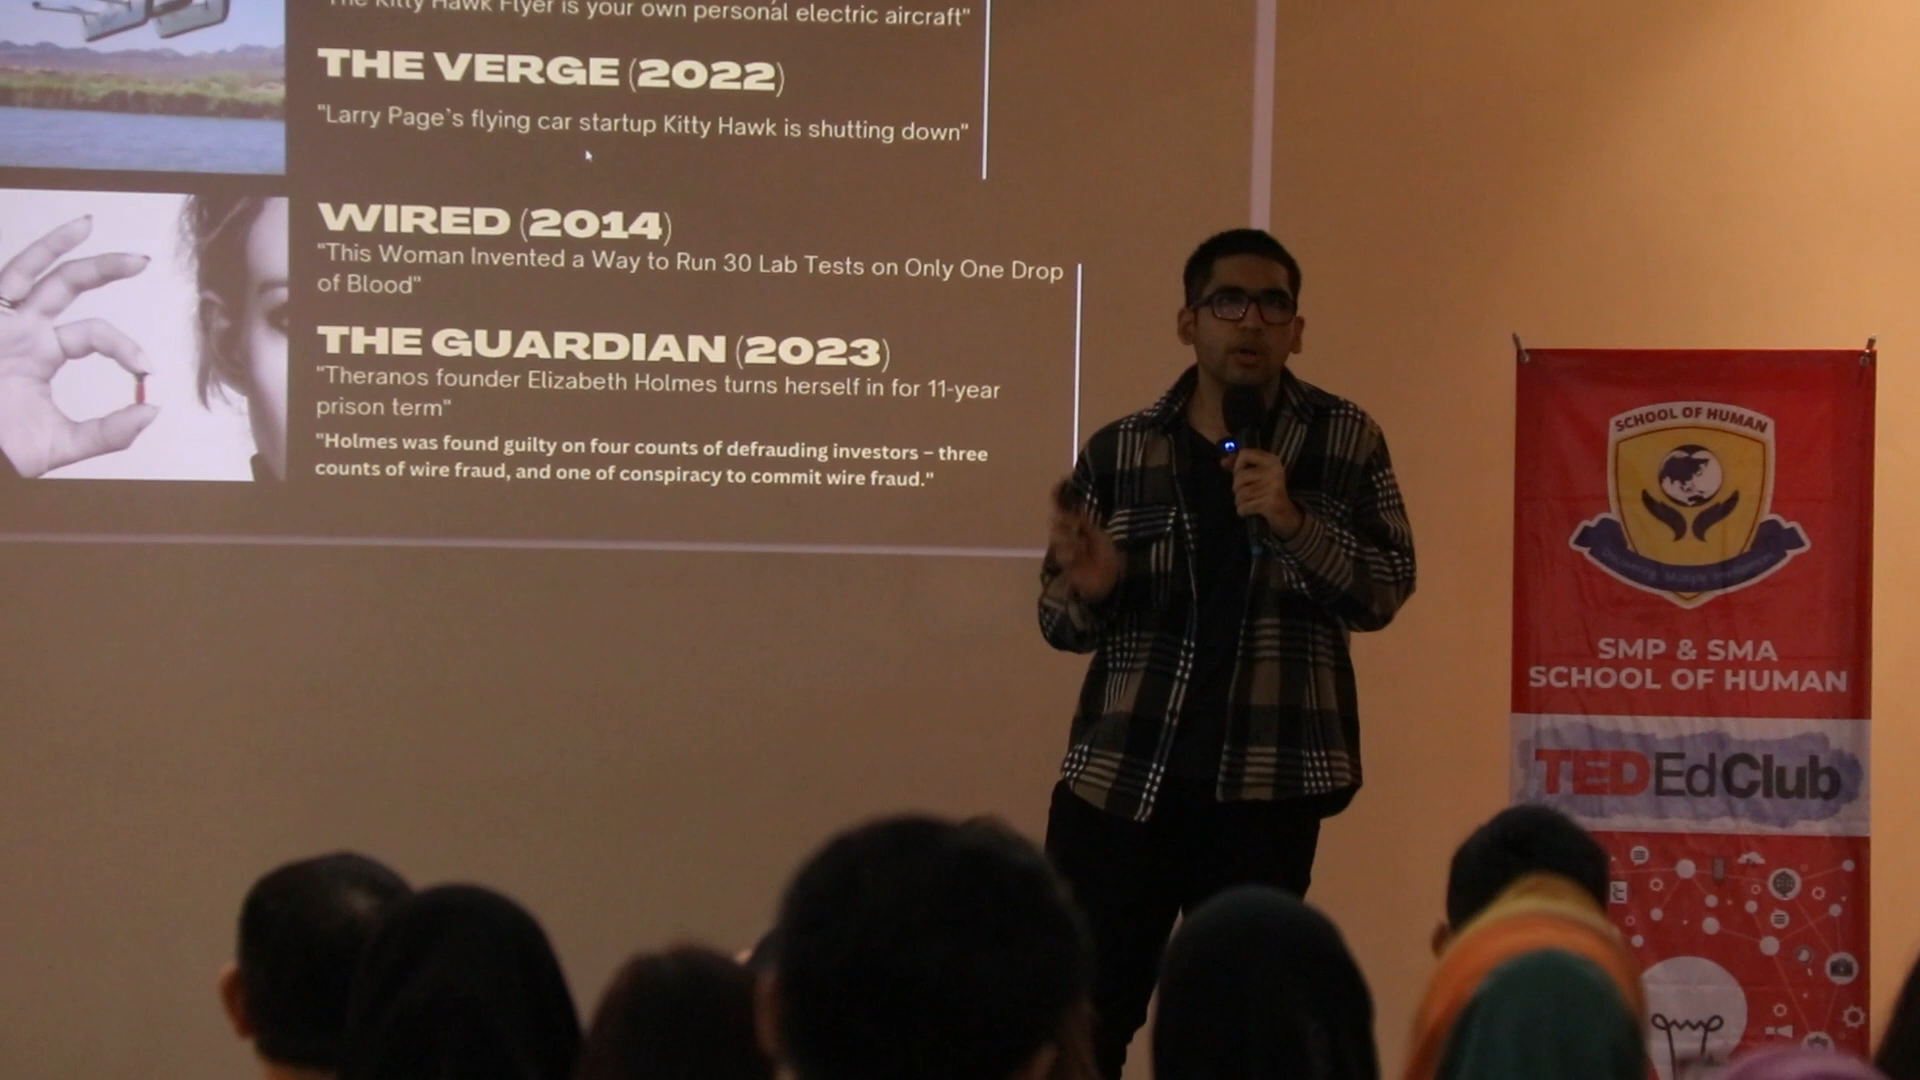 "The Kitty Hawk Flyer is your own personal electric aircraft"
THE VERGE (2022)
"Larry Page's flying car startup Kitty Hawk is shutting down"
WIRED (2014)
"This Woman Invented a Way to Run 30 Lab Tests on Only One Drop
of Blood"
THE GUARDIAN (2023)
"Theranos founder Elizabeth Holmes turns herself in for 11-year
prison term"
"Holmes was found guilty on four counts of defrauding investors – three
counts of wire fraud, and one of conspiracy to commit wire fraud."
SCHOOL OF HUMAN
SMP & SMA
SCHOOL OF HUMAN
TEDEdClub